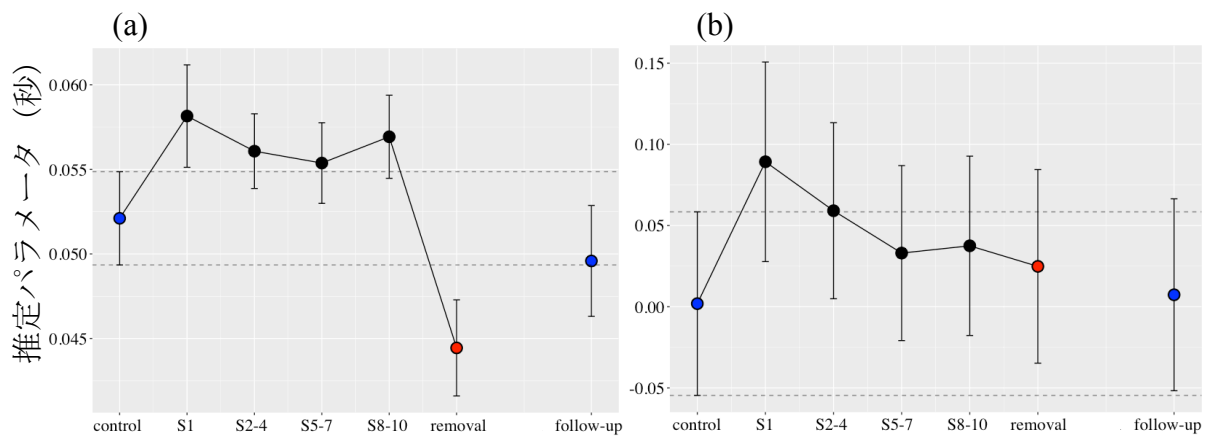 (a)
(b)
推定パラメータ (秒)
0.060
0.055
0.050
0.045
control S1 S2-4 S5-7 S8-10 removal follow-up
0.15
0.10
0.05
0.00
-0.05
control S1 S2-4 S5-7 S8-10 removal follow-up